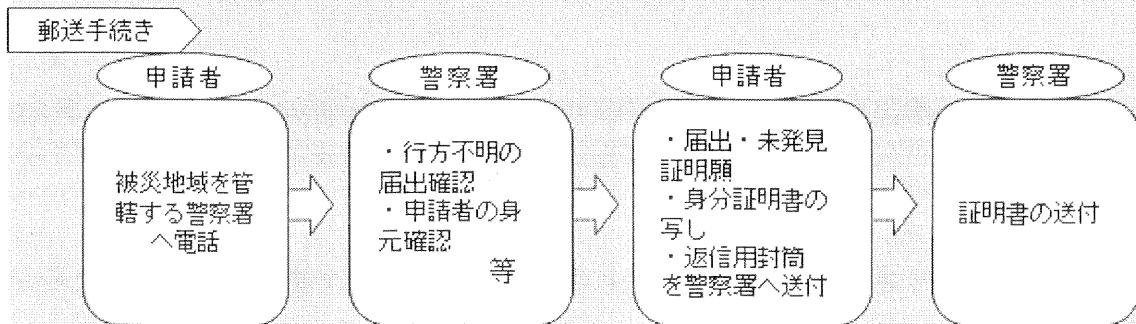 郵送手続き
申請者
被災地域を管
轄する警察署
へ電話
警察署
・行方不明の
届出確認
・申請者の身
元確認
等
申請者
・届出・未発見
証明願
・身分証明書の
写し
・返信用封筒
を警察署へ送付
警察署
証明書の送付